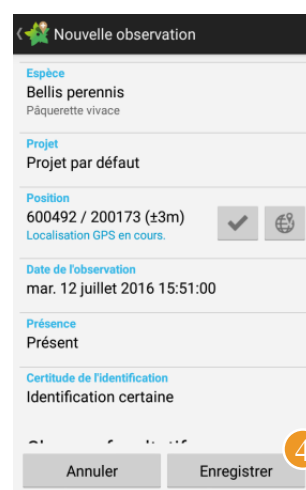 Nouvelle observation
Espèce
Bellis perennis
Pâquerette vivace
Projet
Projet par défaut
Position
600492 / 200173 (±3m)
Localisation GPS en cours.
Date de l'observation
mar. 12 juillet 2016 15:51:00
Présence
Présent
Certitude de l'identification
Identification certaine
4
Annuler Enregistrer